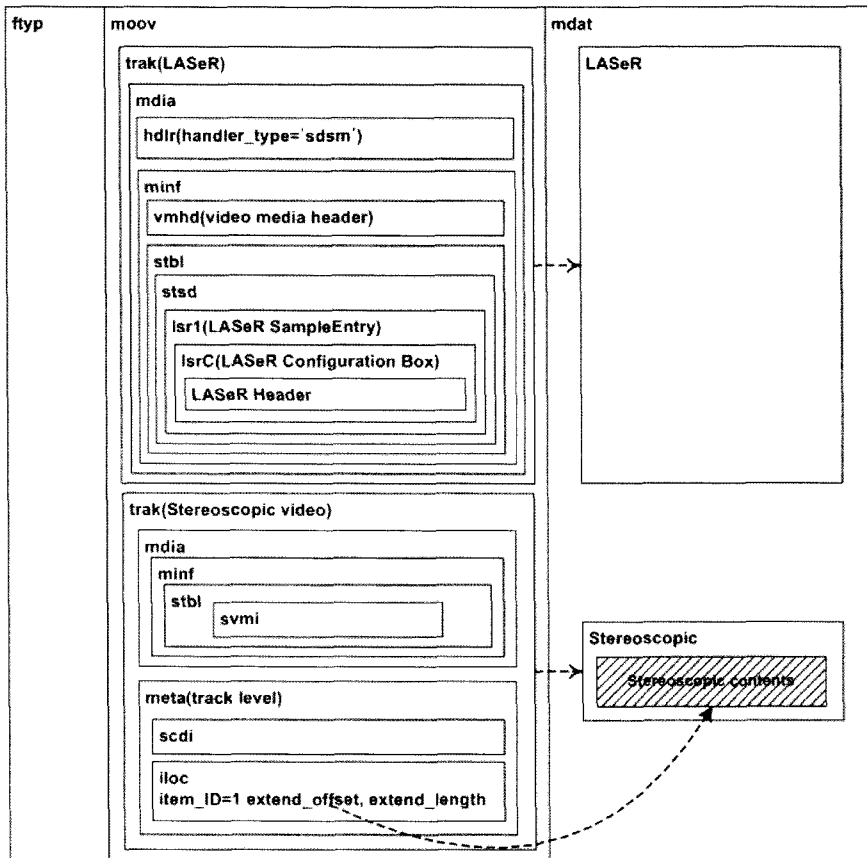 ftyp
moov
mdat
trak(LASeR)
mdia
hdlr(handler_type='sdsm')
minf
vmhd(video media header)
stbl
stsd
lsr1(LASeR SampleEntry)
lsrC(LASeR Configuration Box)
LASeR Header
LASeR
trak(Stereoscopic video)
mdia
minf
stbl
svmi
meta(track level)
scdi
iloc
item_ID=1 extend_offset, extend_length
Stereoscopic
Stereoscopic contents